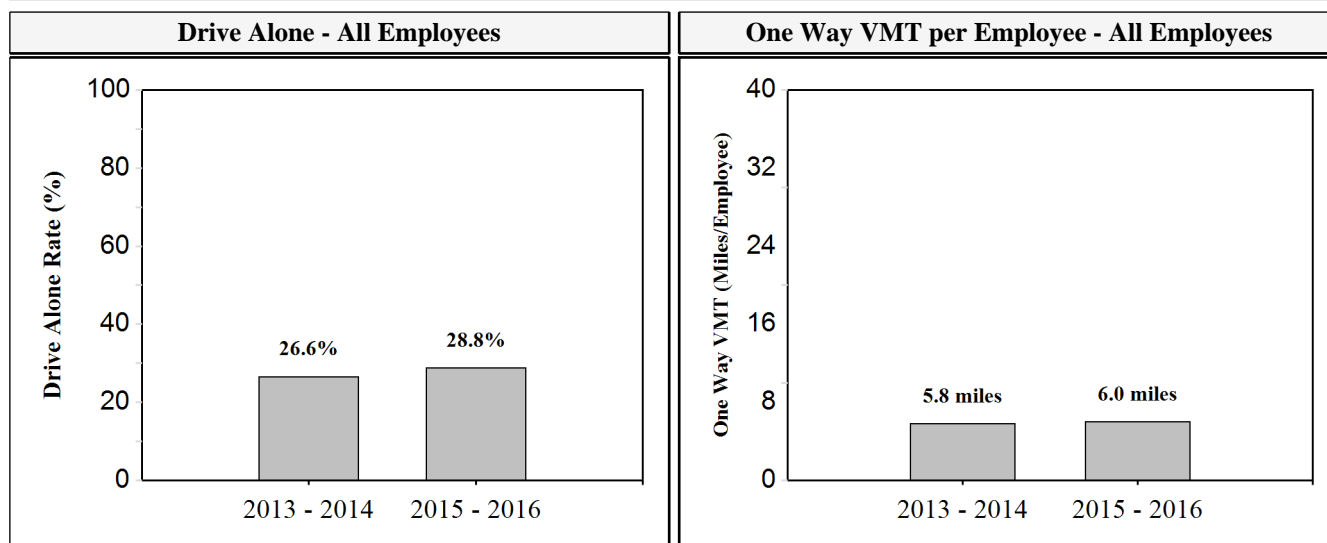 Drive Alone - All Employees
One Way VMT per Employee - All Employees
Drive Alone Rate (%)
100
80
60
40
20
0
26.6%
28.8%
2013 - 2014
2015 - 2016
One Way VMT (Miles/Employee)
40
32
24
16
8
0
5.8 miles
6.0 miles
2013 - 2014
2015 - 2016